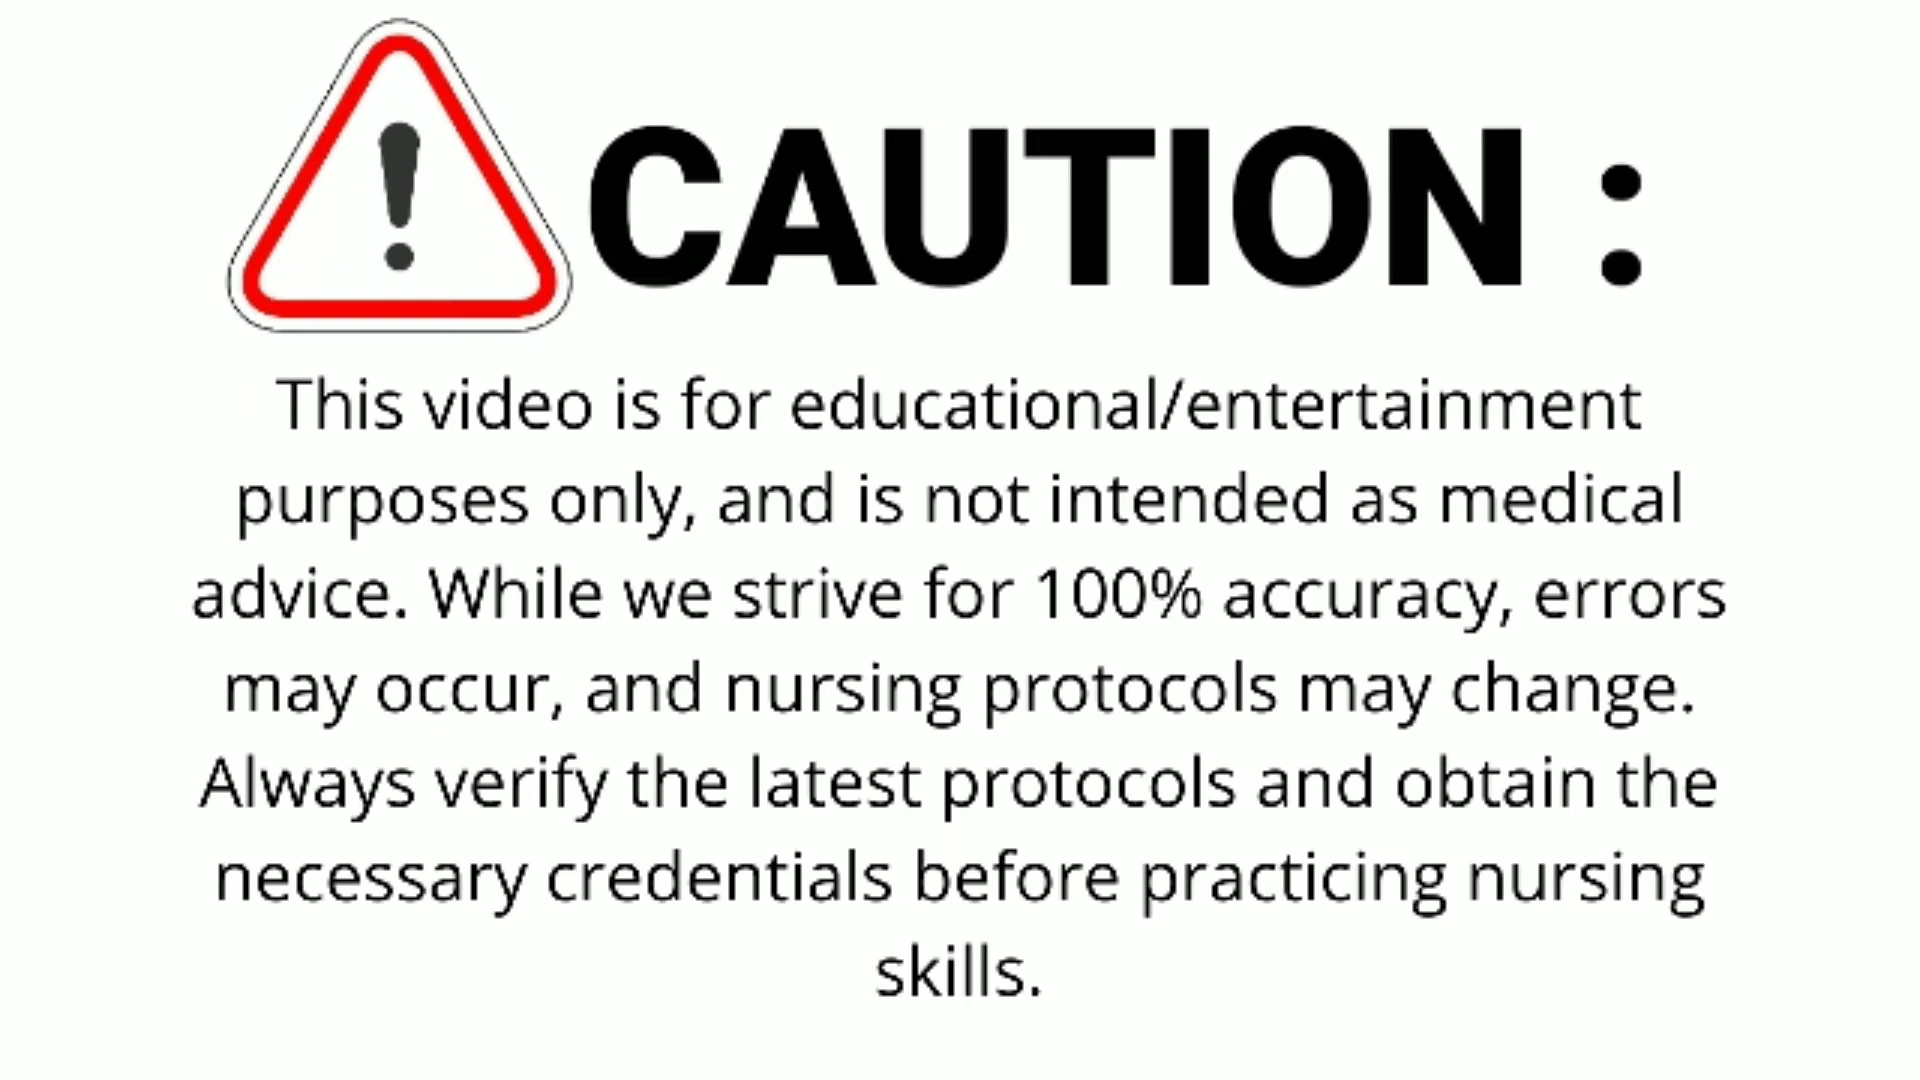 CAUTION :
This video is for educational/entertainment
purposes only, and is not intended as medical
advice. While we strive for 100% accuracy, errors
may occur, and nursing protocols may change.
Always verify the latest protocols and obtain the
necessary credentials before practicing nursing
skills.